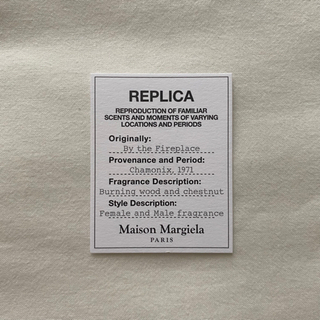 REPLICA
REPRODUCTION OF FAMILIAR
SCENTS AND MOMENTS OF VARYING
LOCATIONS AND PERIODS
Originally:
By the Fireplace
Provenance and Period:
Chamonix, 1971
Fragrance Description:
Burning wood and chestnut
Style Description:
Female and Male fragrance
Maison Margiela
PARIS